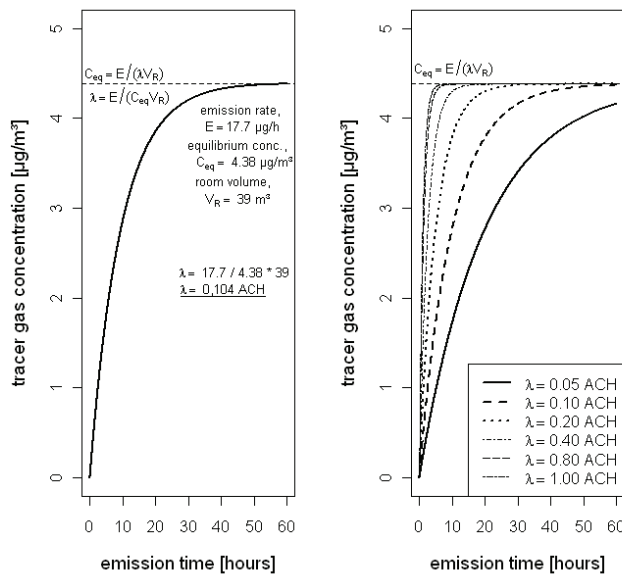 tracer gas concentration [µg/m³]
5
4
3
2
1
0
C_eq = E/(λV_R)
λ = E/(C_eqV_R)
emission rate,
E = 17.7 µg/h
equilibrium conc.,
C_eq = 4.38 µg/m³
room volume,
V_R = 39 m³
λ = 17.7 / 4.38 * 39
λ = 0,104 ACH
0 10 20 30 40 50 60
emission time [hours]
tracer gas concentration [µg/m³]
5
4
3
2
1
0
C_eq = E/(λV_R)
λ = 0.05 ACH
λ = 0.10 ACH
λ = 0.20 ACH
λ = 0.40 ACH
λ = 0.80 ACH
λ = 1.00 ACH
0 10 20 30 40 50 60
emission time [hours]